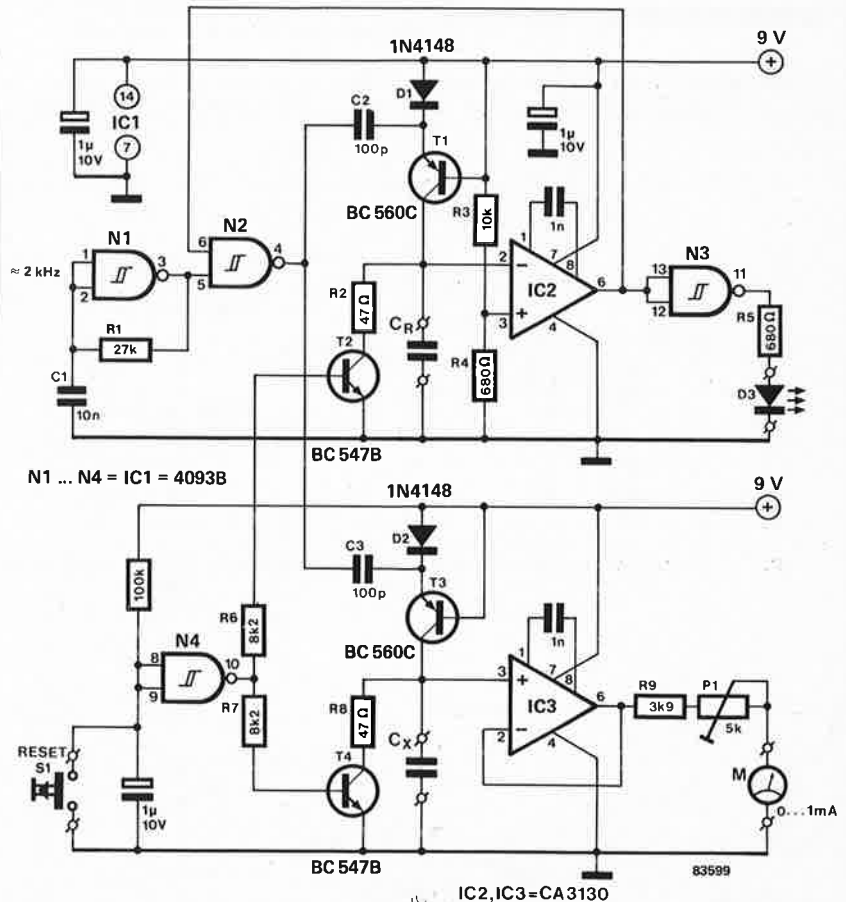 1N4148
9 V
+
D1
C2
100p
T1
BC 560C
14
IC1
7
1µ
10V
1µ
10V
N1
N2
1
2
3
6
5
4
≈ 2 kHz
R1
27k
C1
10n
R2
47Ω
T2
BC 547B
CR
R3
10k
R4
680Ω
1n
1
7
8
2
−
3
+
IC2
6
4
N3
13
12
11
R5
680Ω
D3
N1 ... N4 = IC1 = 4093B
1N4148
9 V
+
D2
C3
100p
T3
BC 560C
100k
N4
8
9
10
R6
8k2
R7
8k2
R8
47Ω
T4
BC 547B
CX
1n
1
7
8
3
+
2
−
IC3
6
4
R9
3k9
P1
5k
M
0...1mA
RESET
S1
1µ
10V
83599
IC2,IC3=CA3130